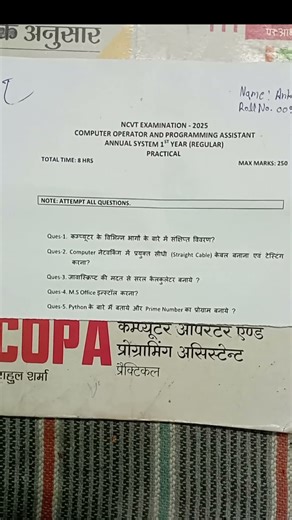 के अनुसार
Name:
Roll No. 00
NCVT EXAMINATION - 2025
COMPUTER OPERATOR AND PROGRAMMING ASSISTANT
ANNUAL SYSTEM 1ST YEAR (REGULAR)
PRACTICAL
TOTAL TIME: 8 HRS MAX MARKS: 250
NOTE: ATTEMPT ALL QUESTIONS.
Ques-1. कम्प्यूटर के विभिन्न भागों के बारे में संक्षिप्त विवरण?
Ques-2. Computer नेटवर्किंग में प्रयुक्त सीधी (Straight Cable) केबल बनाना एवं टेस्टिंग
करना?
Ques-3. जावास्क्रिप्ट की मदत से सरल केलकुलेटर बनाये ?
Ques-4. M.S Office इन्स्टॉल करना?
Ques-5. Python के बारे में बताये और Prime Number का प्रोग्राम बनाये ?
COPA
कम्प्यूटर ऑपरेटर एण्ड
प्रोग्रामिंग असिस्टेन्ट
प्रैक्टिकल
राहुल शर्मा